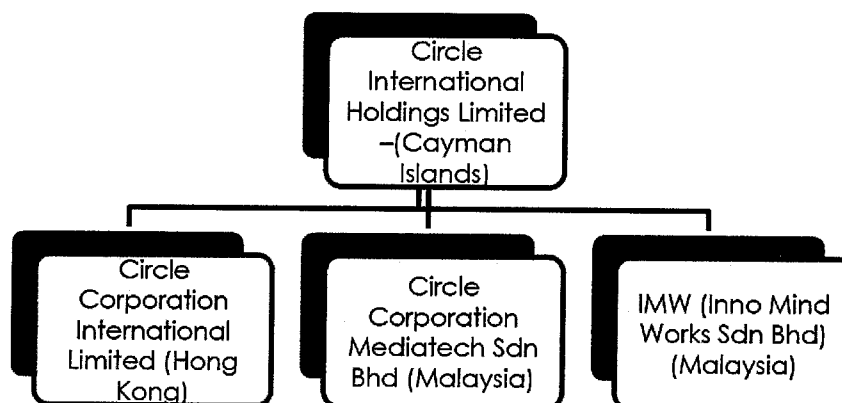 Circle
International
Holdings Limited
–(Cayman
Islands)
Circle
Corporation
International
Limited (Hong
Kong)
Circle
Corporation
Mediatech Sdn
Bhd (Malaysia)
IMW (Inno Mind
Works Sdn Bhd)
(Malaysia)